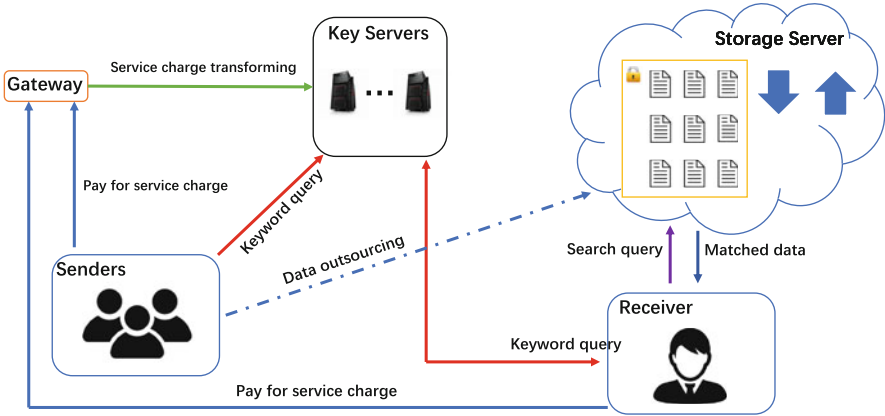 Key Servers
Storage Server
Service charge transforming
Gateway
Pay for service charge
Keyword query
Data outsourcing
Search query
Matched data
Senders
Receiver
Keyword query
Pay for service charge